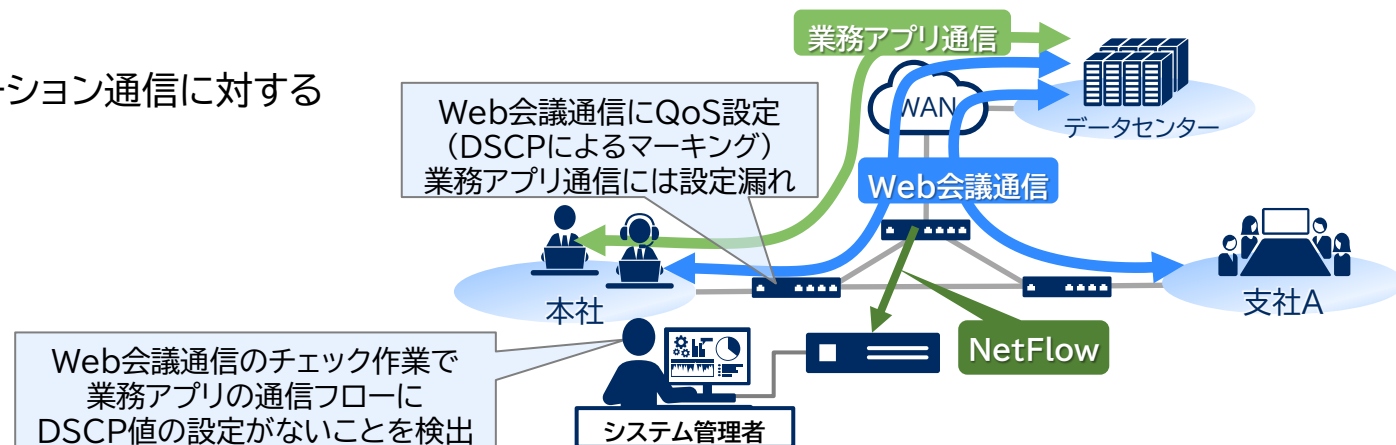 業務アプリ通信
ーション通信に対する
Web会議通信にQoS設定
（DSCPによるマーキング）
業務アプリ通信には設定漏れ
WAN
データセンター
Web会議通信
本社
支社A
NetFlow
Web会議通信のチェック作業で
業務アプリの通信フローに
DSCP値の設定がないことを検出
システム管理者